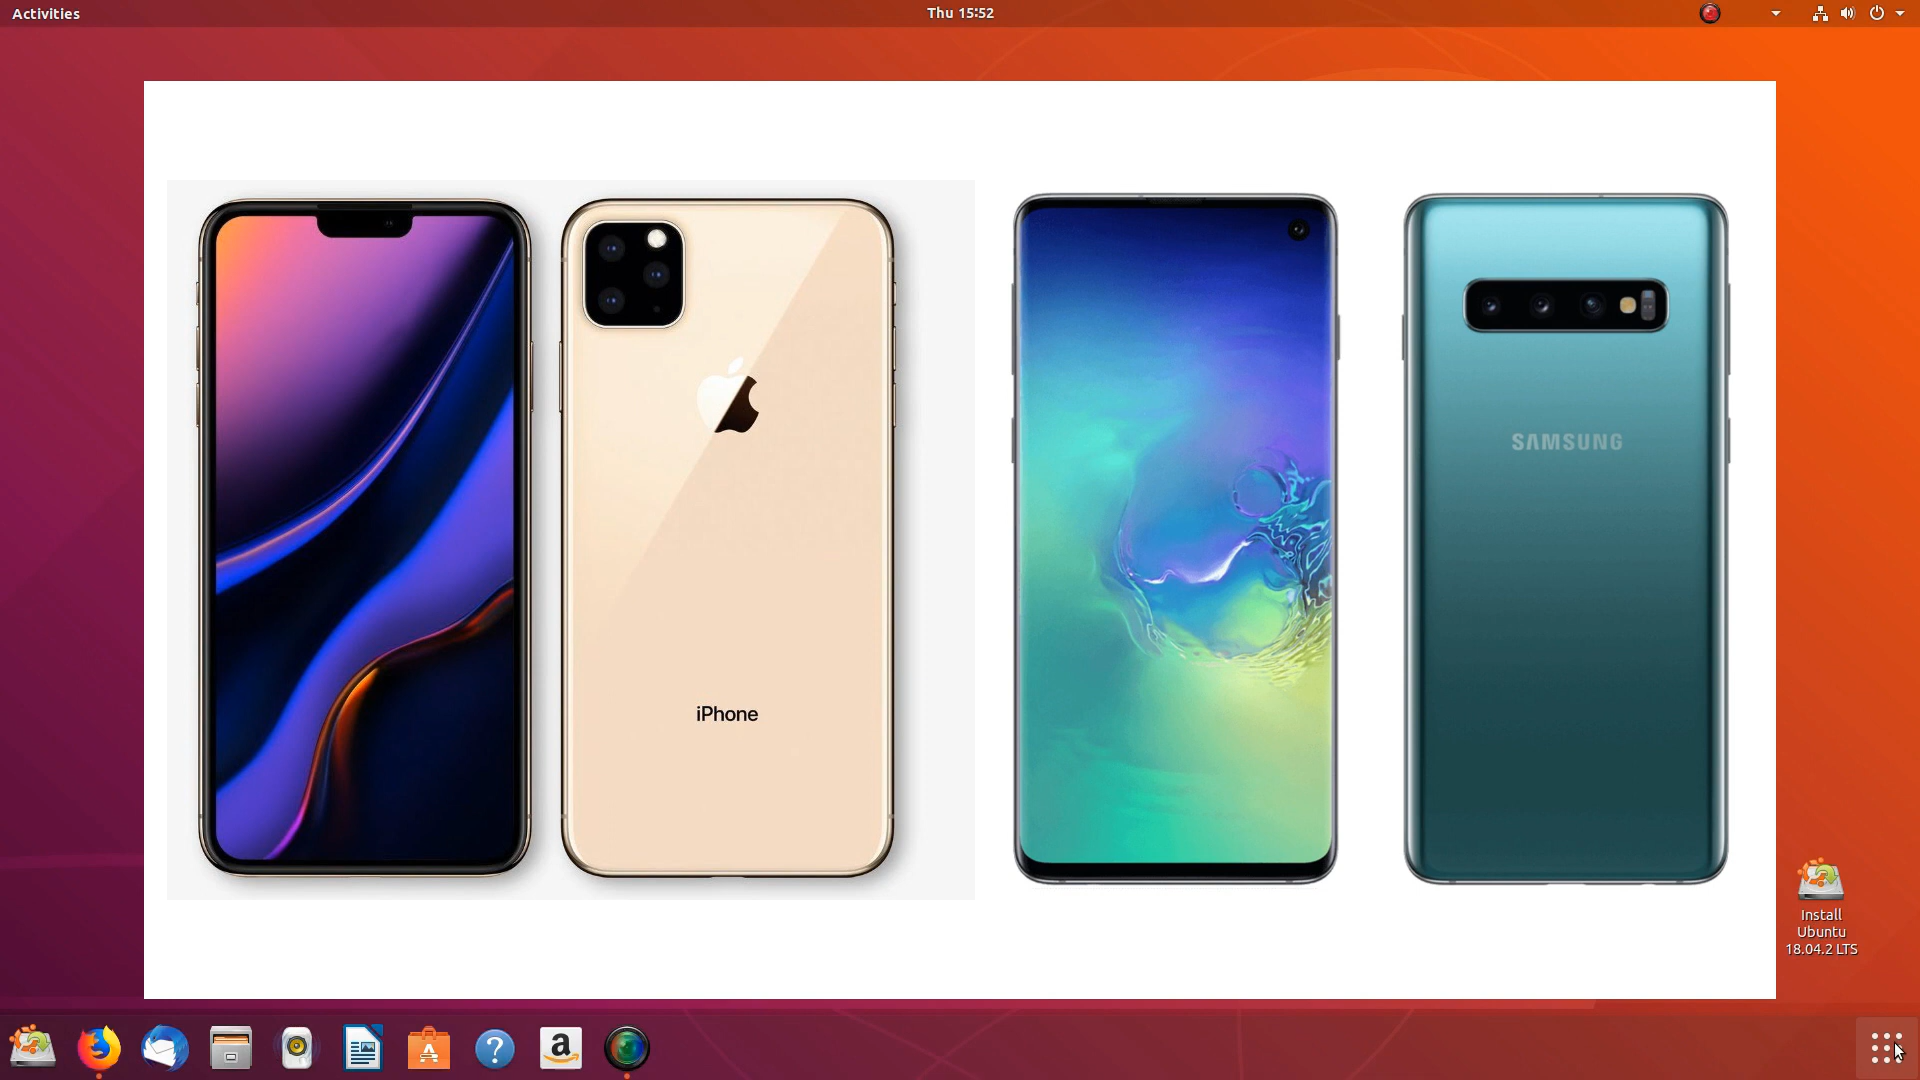 Activities
Thu 15:52
SAMSUNG
iPhone
Install
Ubuntu
18.04.2 LTS